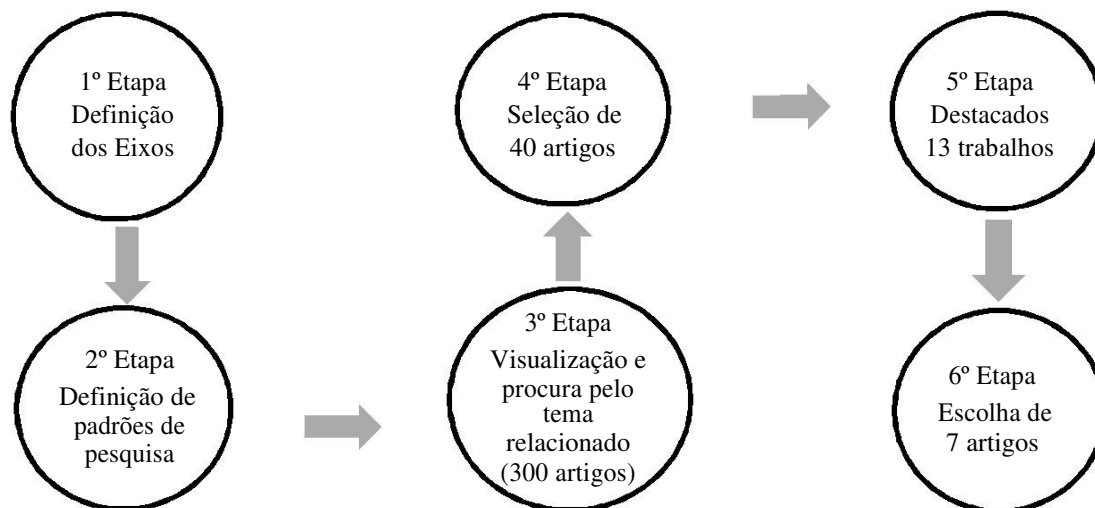 1º Etapa
Definição
dos Eixos
2º Etapa
Definição de
padrões de
pesquisa
3º Etapa
Visualização e
procura pelo
tema
relacionado
(300 artigos)
4º Etapa
Seleção de
40 artigos
5º Etapa
Destacados
13 trabalhos
6º Etapa
Escolha de
7 artigos